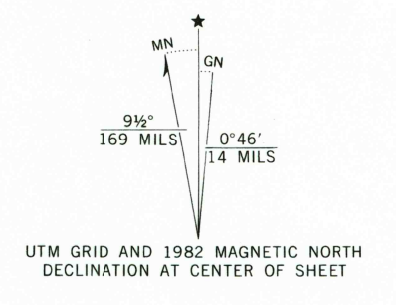 ★
MN
GN
9½°
169 MILS
0°46′
14 MILS
UTM GRID AND 1982 MAGNETIC NORTH
DECLINATION AT CENTER OF SHEET